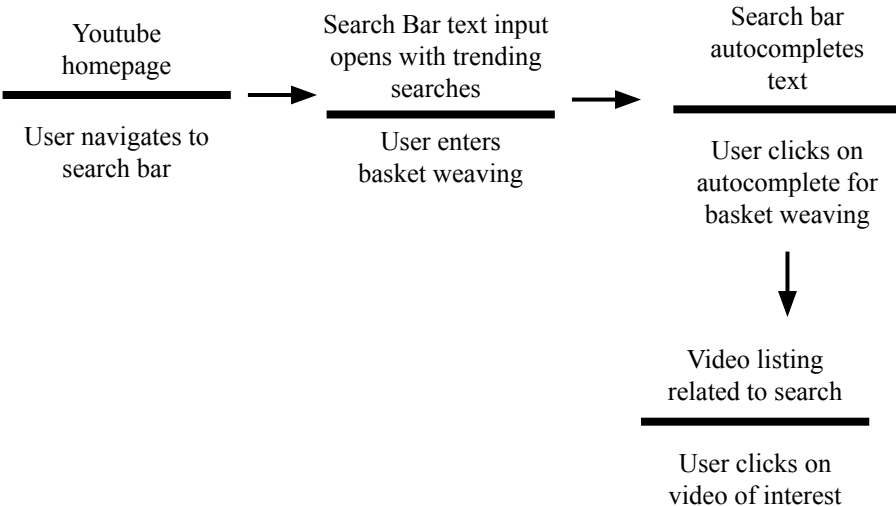 Youtube
homepage
User navigates to
search bar
Search Bar text input
opens with trending
searches
User enters
basket weaving
Search bar
autocompletes
text
User clicks on
autocomplete for
basket weaving
Video listing
related to search
User clicks on
video of interest